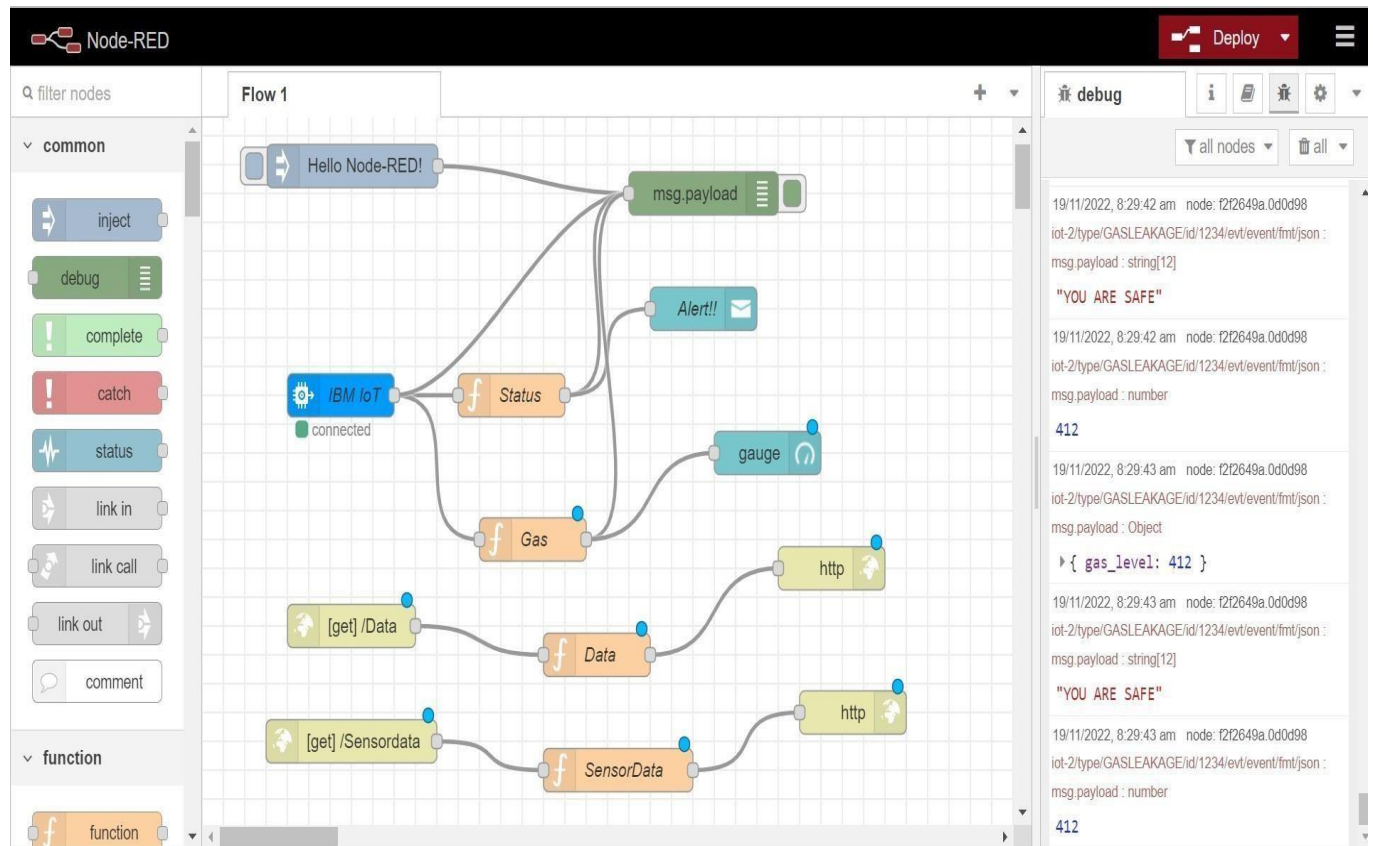 Node-RED
Deploy
filter nodes
Flow 1
debug
i
all nodes
all
common
inject
debug
complete
catch
status
link in
link call
link out
comment
function
function
Hello Node-RED!
msg.payload
Alert!!
IBM IoT
connected
Status
gauge
Gas
http
[get] /Data
Data
http
[get] /Sensordata
SensorData
19/11/2022, 8:29:42 am node: f2f2649a.0d0d98
iot-2/type/GASLEAKAGE/id/1234/evt/event/fmt/json :
msg.payload : string[12]
"YOU ARE SAFE"
19/11/2022, 8:29:42 am node: f2f2649a.0d0d98
iot-2/type/GASLEAKAGE/id/1234/evt/event/fmt/json :
msg.payload : number
412
19/11/2022, 8:29:43 am node: f2f2649a.0d0d98
iot-2/type/GASLEAKAGE/id/1234/evt/event/fmt/json :
msg.payload : Object
{ gas_level: 412 }
19/11/2022, 8:29:43 am node: f2f2649a.0d0d98
iot-2/type/GASLEAKAGE/id/1234/evt/event/fmt/json :
msg.payload : string[12]
"YOU ARE SAFE"
19/11/2022, 8:29:43 am node: f2f2649a.0d0d98
iot-2/type/GASLEAKAGE/id/1234/evt/event/fmt/json :
msg.payload : number
412